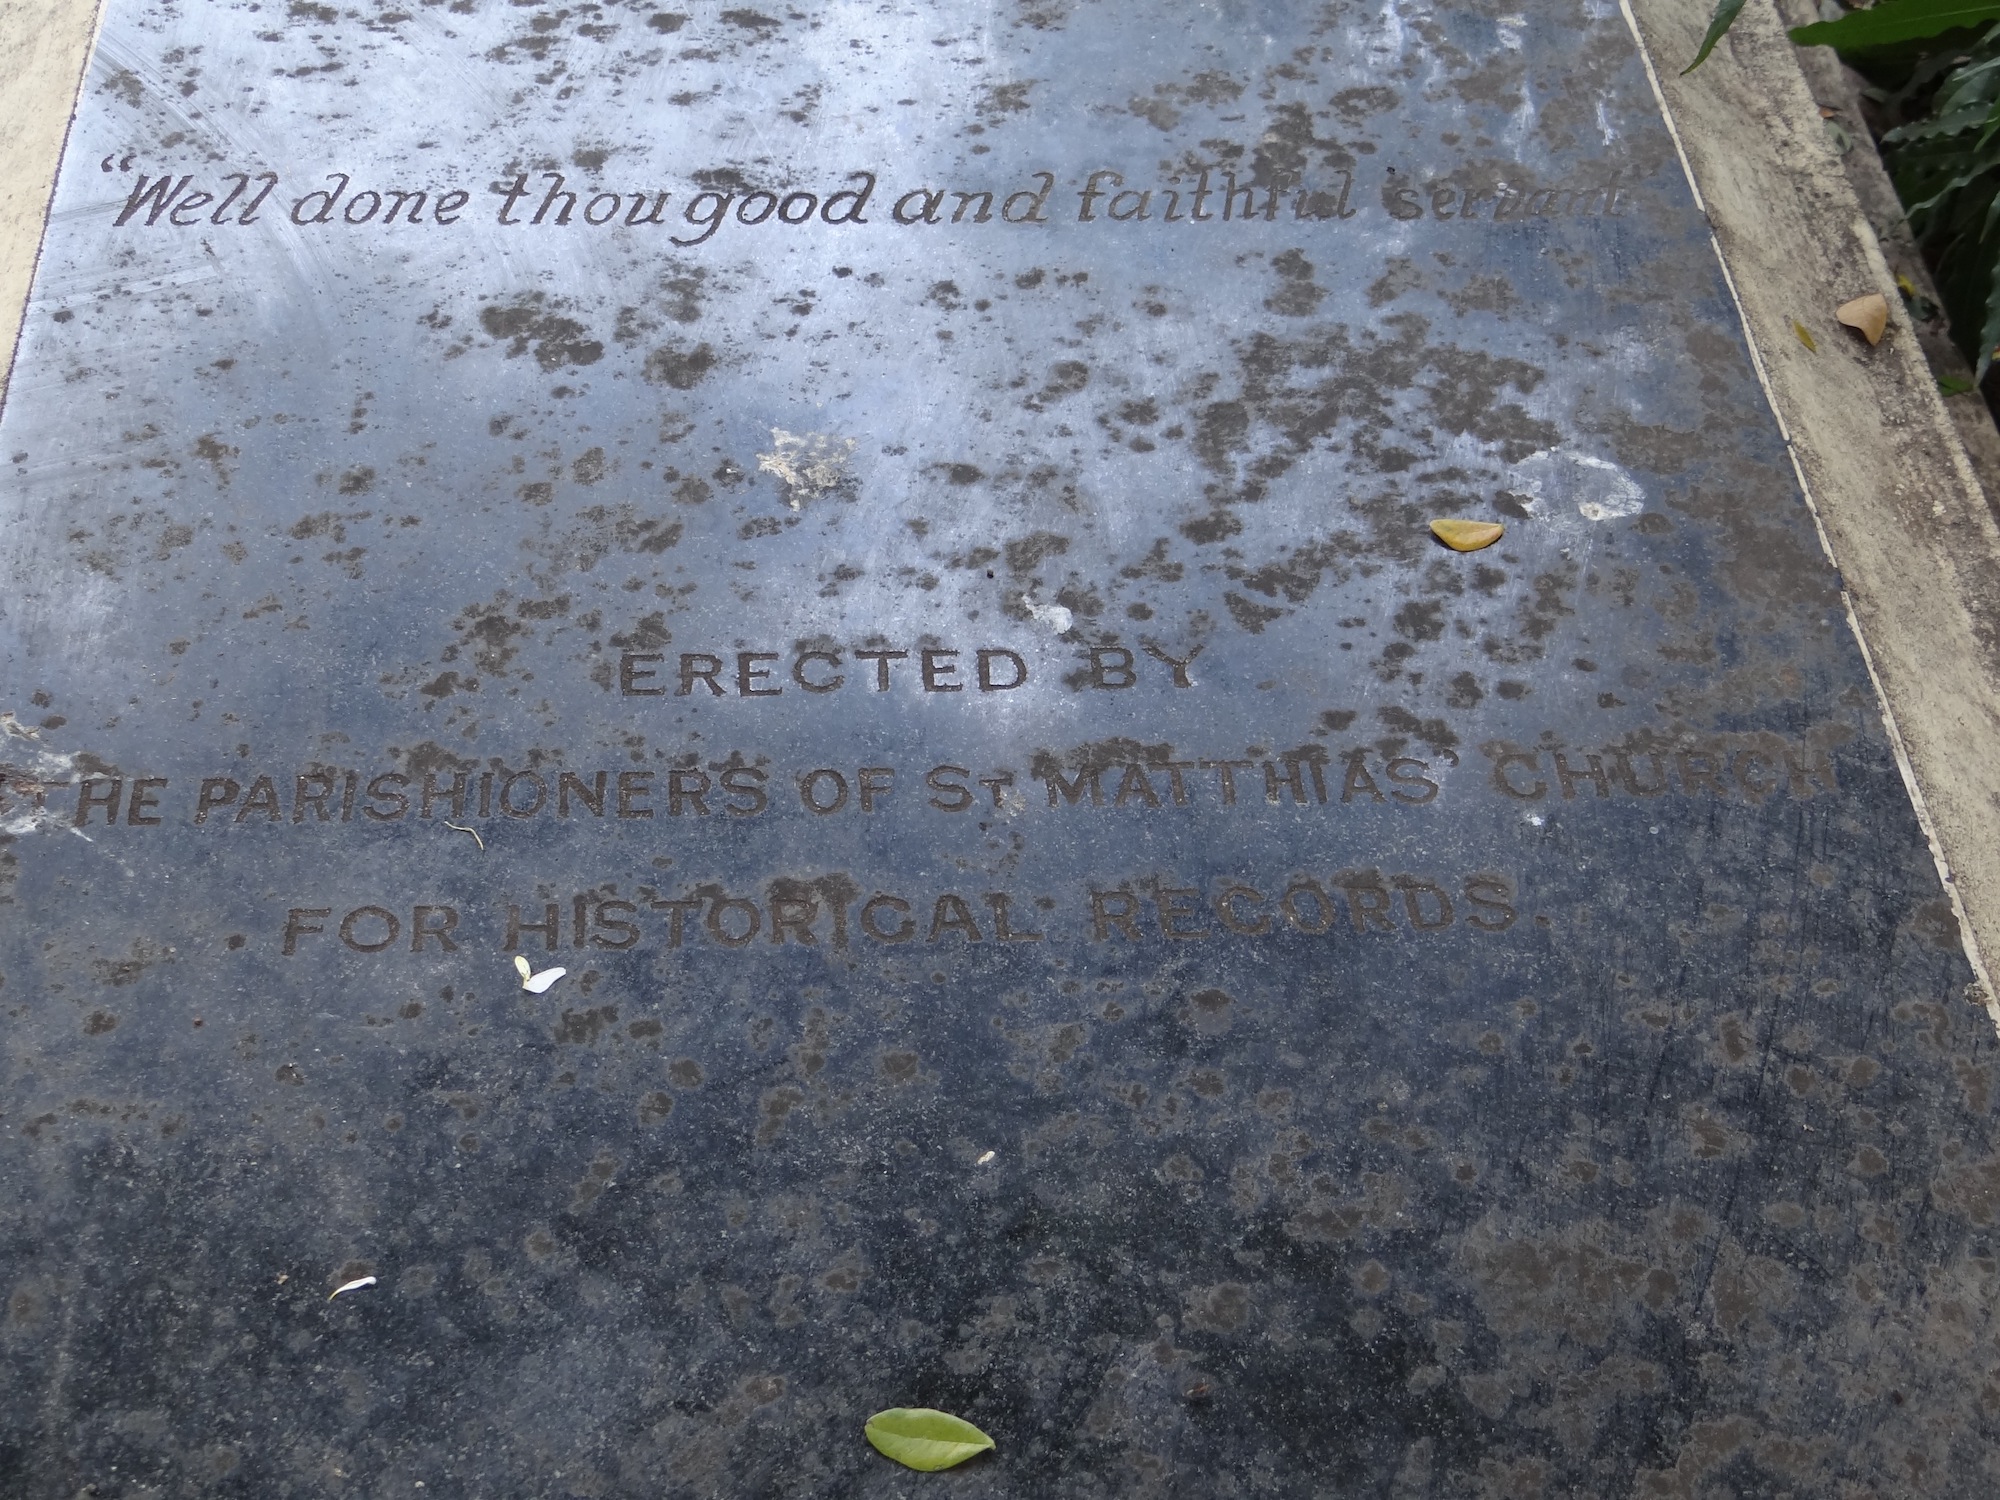 “Well done thou good and faithful servant”
ERECTED BY
THE PARISHIONERS OF ST MATTHIAS’ CHURCH
FOR HISTORICAL RECORDS.